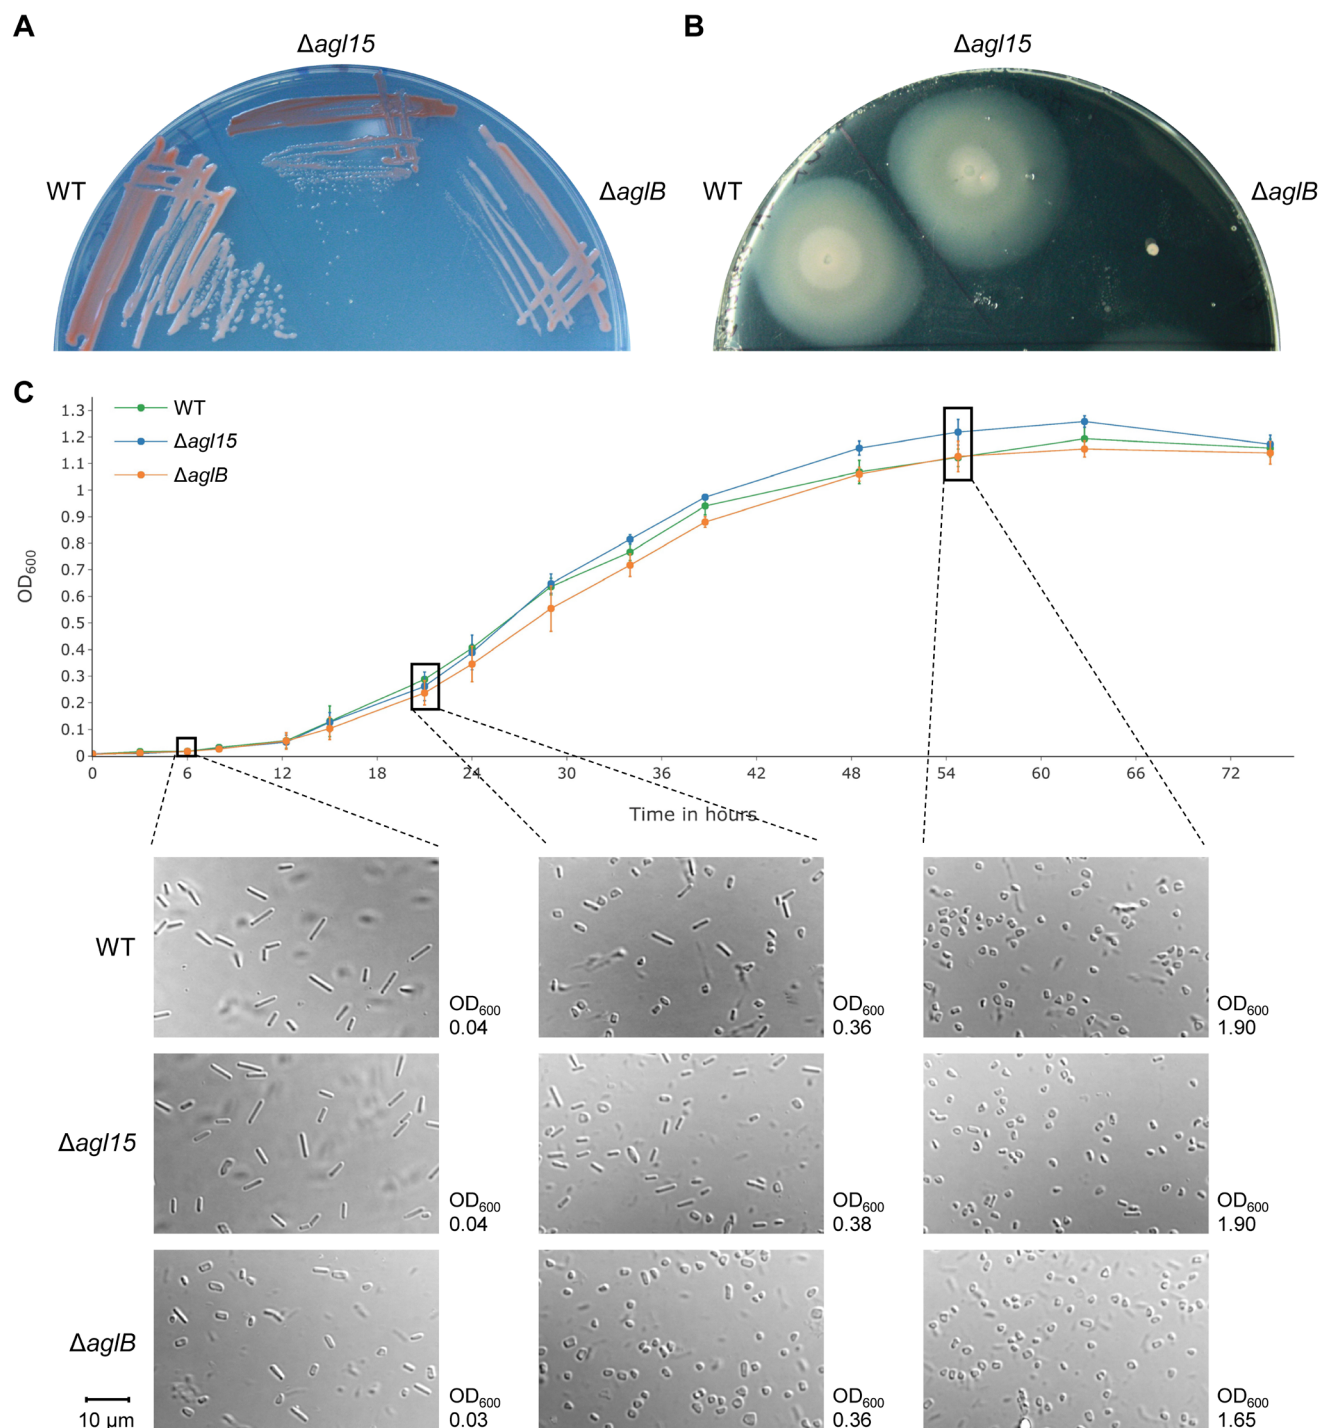 A
B
Δagl15
Δagl15
WT
ΔaglB
WT
ΔaglB
C
WT
Δagl15
ΔaglB
1.3
1.2
1.1
1
0.9
0.8
0.7
0.6
0.5
0.4
0.3
0.2
0.1
0
OD600
0 6 12 18 24 30 36 42 48 54 60 66 72
Time in hours
WT
OD600
0.04
OD600
0.36
OD600
1.90
Δagl15
OD600
0.04
OD600
0.38
OD600
1.90
ΔaglB
OD600
0.03
OD600
0.36
OD600
1.65
10 µm